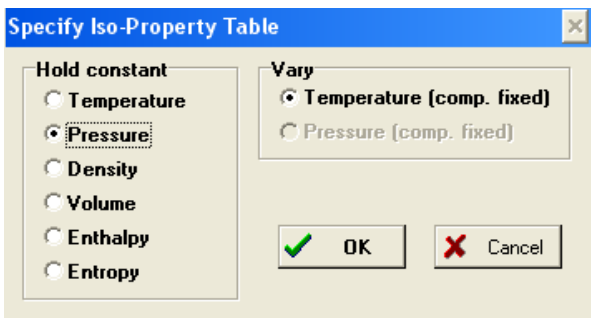 Specify Iso-Property Table
Hold constant
Temperature
Pressure
Density
Volume
Enthalpy
Entropy
Vary
Temperature (comp. fixed)
Pressure (comp. fixed)
OK
Cancel